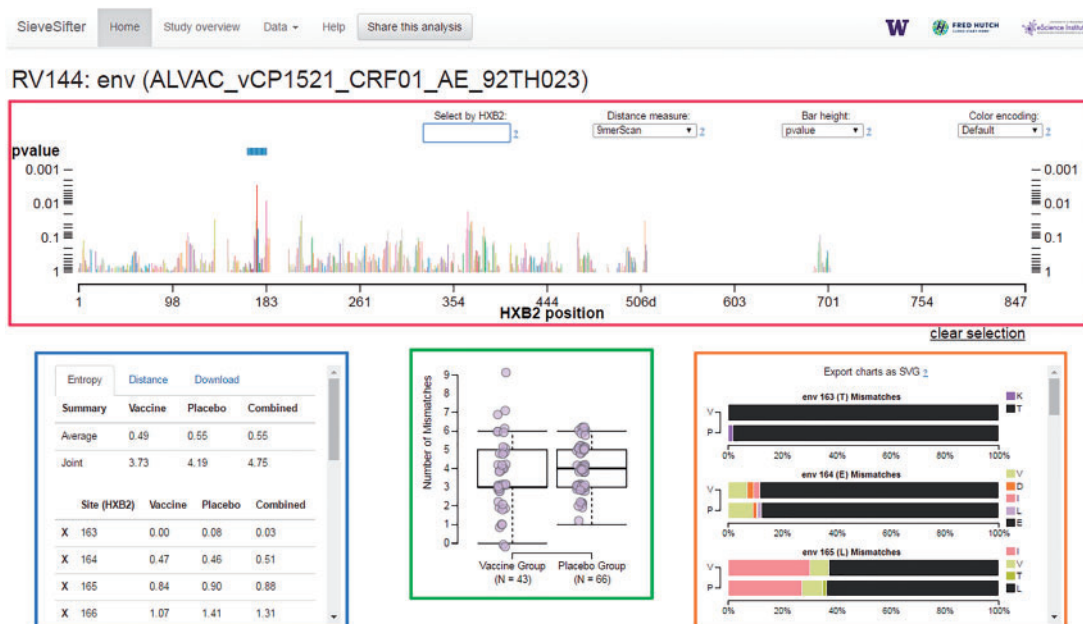 SieveSifter Home Study overview Data Help Share this analysis
W FRED HUTCH eScience Institute
RV144: env (ALVAC_vCP1521_CRF01_AE_92TH023)
Select by HXB2: Distance measure: Bar height: Color encoding:
? 9merScan ? pvalue ? Default ?
pvalue
0.001 0.001
0.01 0.01
0.1 0.1
1 1
1 98 183 261 354 444 506d 603 701 754 847
HXB2 position
clear selection
Entropy Distance Download
Summary Vaccine Placebo Combined
Average 0.49 0.55 0.55
Joint 3.73 4.19 4.75
Site (HXB2) Vaccine Placebo Combined
X 163 0.00 0.08 0.03
X 164 0.47 0.46 0.51
X 165 0.84 0.90 0.88
X 166 1.07 1.41 1.31
Number of Mismatches
9
8
7
6
5
4
3
2
1
0
Vaccine Group Placebo Group
(N = 43) (N = 66)
Export charts as SVG ?
env 163 (T) Mismatches
K
T
V
P
0% 20% 40% 60% 80% 100%
env 164 (E) Mismatches
V
D
I
L
E
V
P
0% 20% 40% 60% 80% 100%
env 165 (L) Mismatches
I
V
T
L
V
P
0% 20% 40% 60% 80% 100%